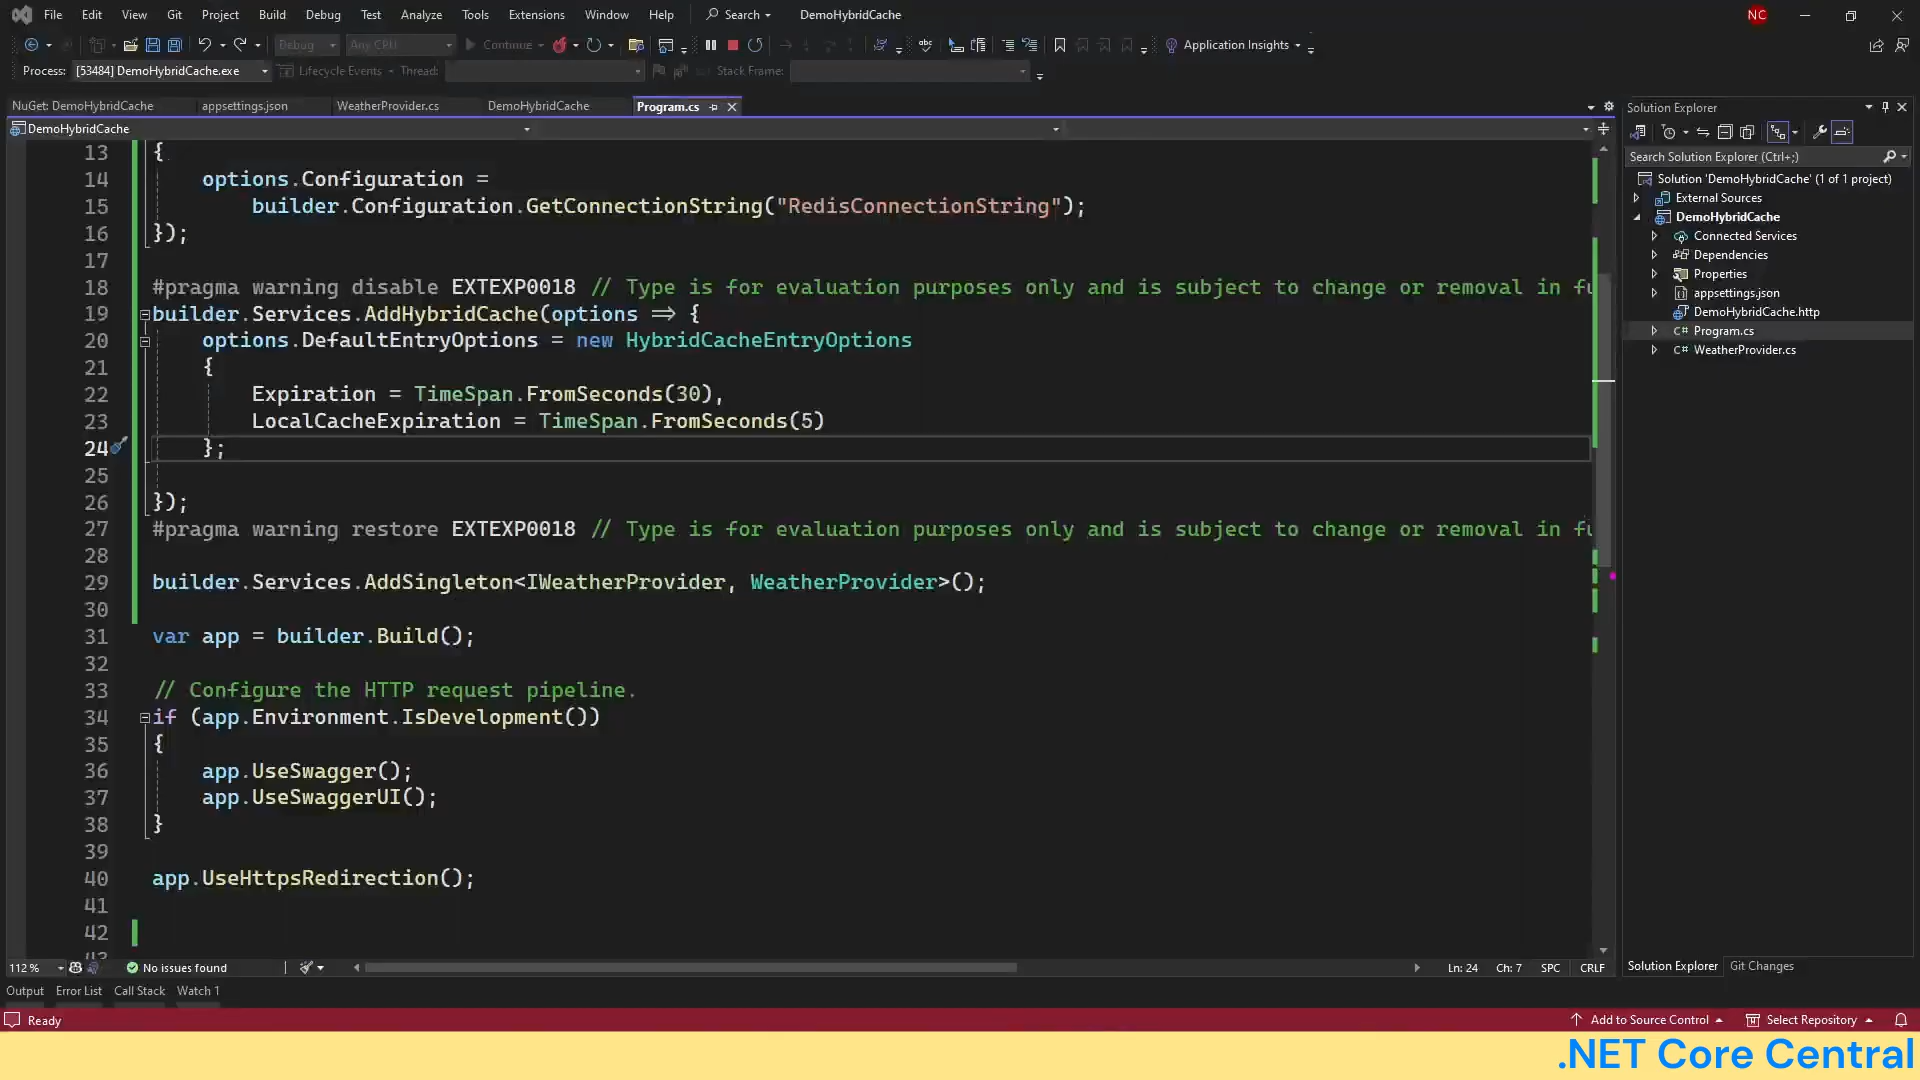 File Edit View Git Project Build Debug Test Analyze Tools Extensions Window Help Search DemoHybridCache NC
Debug Any CPU Continue Application Insights
Process: [53484] DemoHybridCache.exe Lifecycle Events Thread: Stack Frame:
NuGet: DemoHybridCache appsettings.json WeatherProvider.cs DemoHybridCache Program.cs
DemoHybridCache
13 {
14 options.Configuration =
15 builder.Configuration.GetConnectionString("RedisConnectionString");
16 });
17
18 #pragma warning disable EXTEXP0018 // Type is for evaluation purposes only and is subject to change or removal in fu
19 builder.Services.AddHybridCache(options => {
20 options.DefaultEntryOptions = new HybridCacheEntryOptions
21 {
22 Expiration = TimeSpan.FromSeconds(30),
23 LocalCacheExpiration = TimeSpan.FromSeconds(5)
24 };
25
26 });
27 #pragma warning restore EXTEXP0018 // Type is for evaluation purposes only and is subject to change or removal in fu
28
29 builder.Services.AddSingleton<IWeatherProvider, WeatherProvider>();
30
31 var app = builder.Build();
32
33 // Configure the HTTP request pipeline.
34 if (app.Environment.IsDevelopment())
35 {
36 app.UseSwagger();
37 app.UseSwaggerUI();
38 }
39
40 app.UseHttpsRedirection();
41
42
112 % No issues found Ln: 24 Ch: 7 SPC CRLF
Output Error List Call Stack Watch 1
Solution Explorer
Search Solution Explorer (Ctrl+;)
Solution 'DemoHybridCache' (1 of 1 project)
External Sources
DemoHybridCache
Connected Services
Dependencies
Properties
appsettings.json
DemoHybridCache.http
C# Program.cs
C# WeatherProvider.cs
Solution Explorer Git Changes
Ready Add to Source Control Select Repository
.NET Core Central